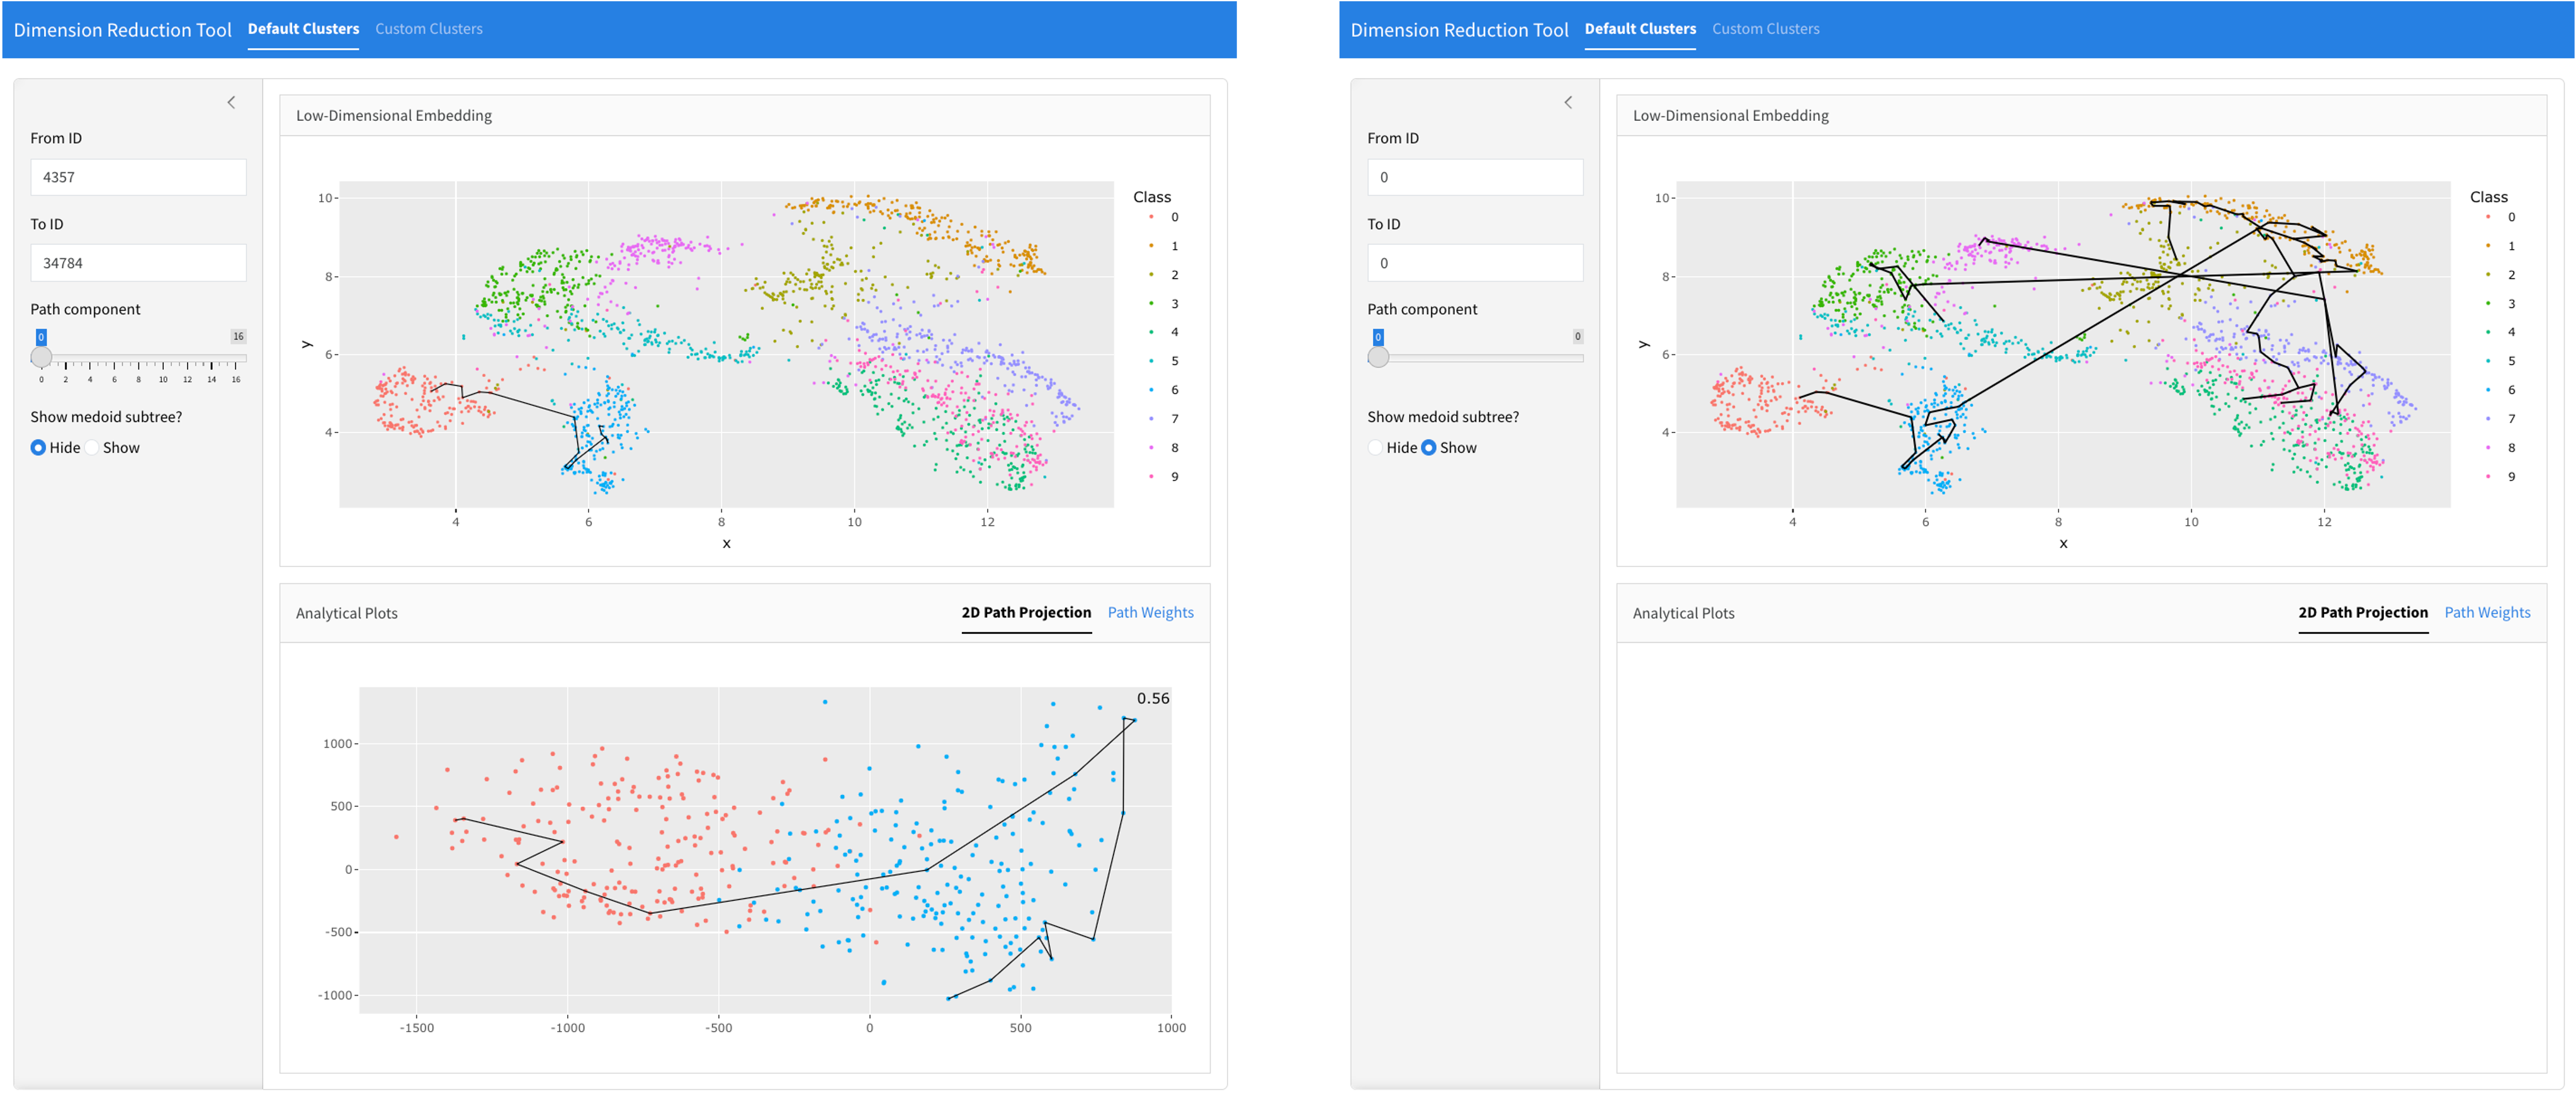 Dimension Reduction Tool Default Clusters Custom Clusters
From ID
4357
To ID
34784
Path component
0 16
0 2 4 6 8 10 12 14 16
Show medoid subtree?
Hide Show
Low-Dimensional Embedding
10
8
6
4
y
4 6 8 10 12
x
Class
0
1
2
3
4
5
6
7
8
9
Analytical Plots 2D Path Projection Path Weights
0.56
1000
500
0
-500
-1000
-1500 -1000 -500 0 500 1000
Dimension Reduction Tool Default Clusters Custom Clusters
From ID
0
To ID
0
Path component
0 0
Show medoid subtree?
Hide Show
Low-Dimensional Embedding
10
8
6
4
y
4 6 8 10 12
x
Class
0
1
2
3
4
5
6
7
8
9
Analytical Plots 2D Path Projection Path Weights